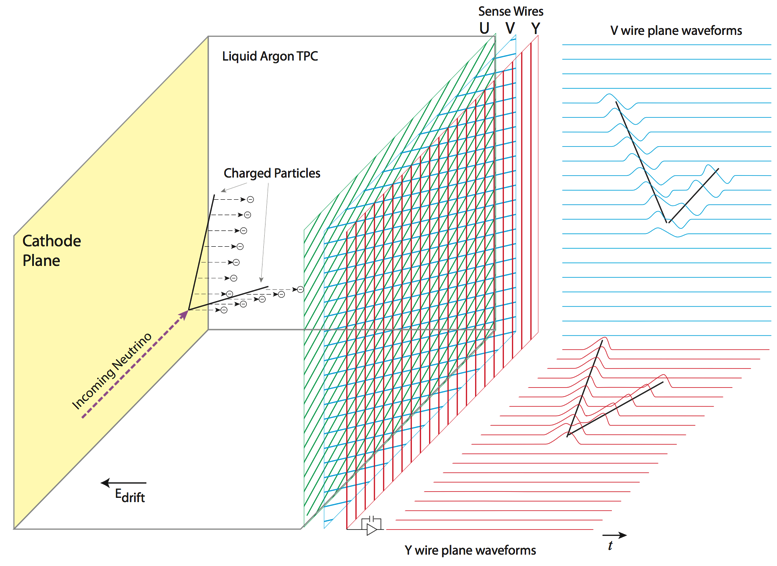 Sense Wires
U V Y
V wire plane waveforms
Liquid Argon TPC
Charged Particles
Cathode
Plane
Incoming Neutrino
Edrift
Y wire plane waveforms
t